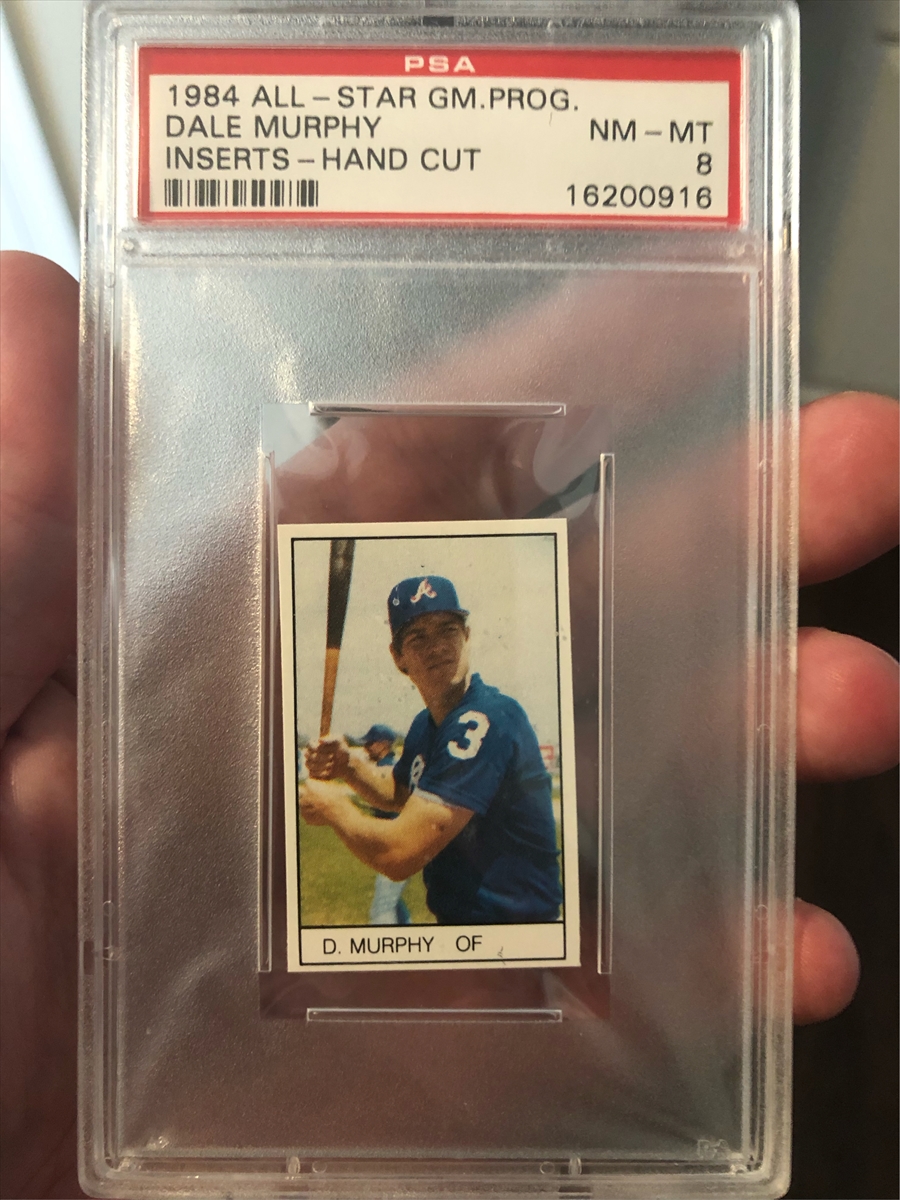 PSA
1984 ALL-STAR GM.PROG.
DALE MURPHY NM-MT
INSERTS-HAND CUT 8
16200916
A
3
D. MURPHY OF